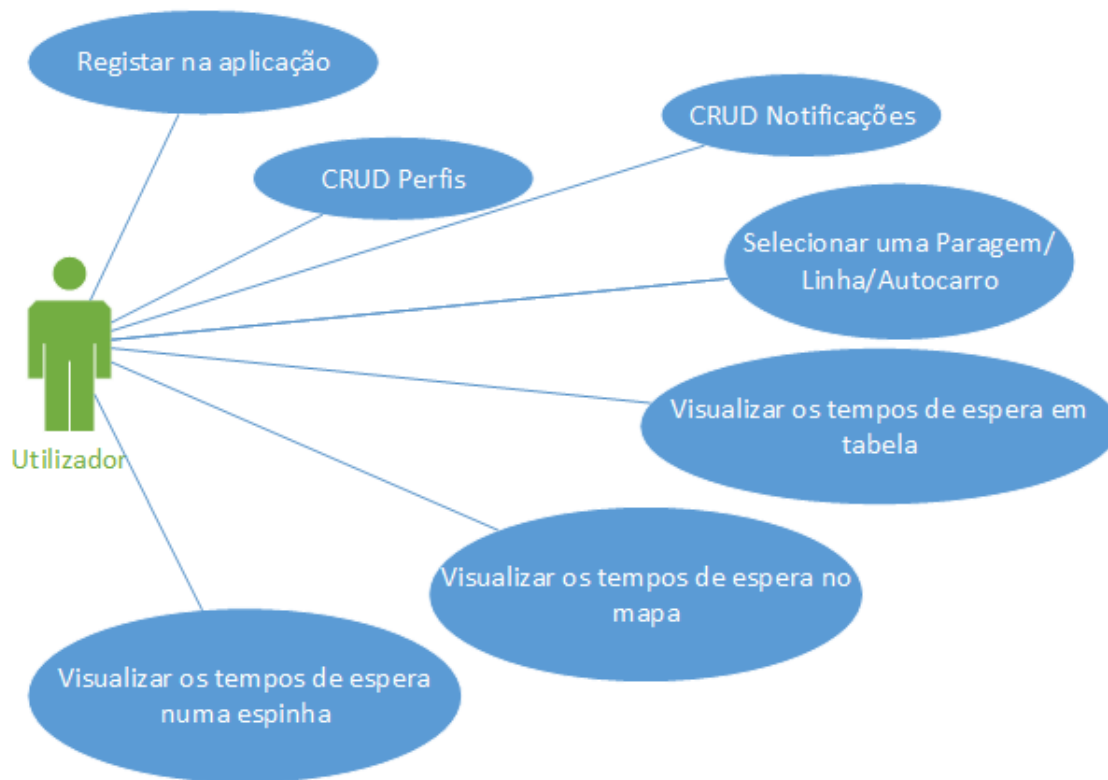 Registar na aplicação
CRUD Notificações
CRUD Perfis
Selecionar uma Paragem/
Linha/Autocarro
Visualizar os tempos de espera em
tabela
Utilizador
Visualizar os tempos de espera no
mapa
Visualizar os tempos de espera
numa espinha